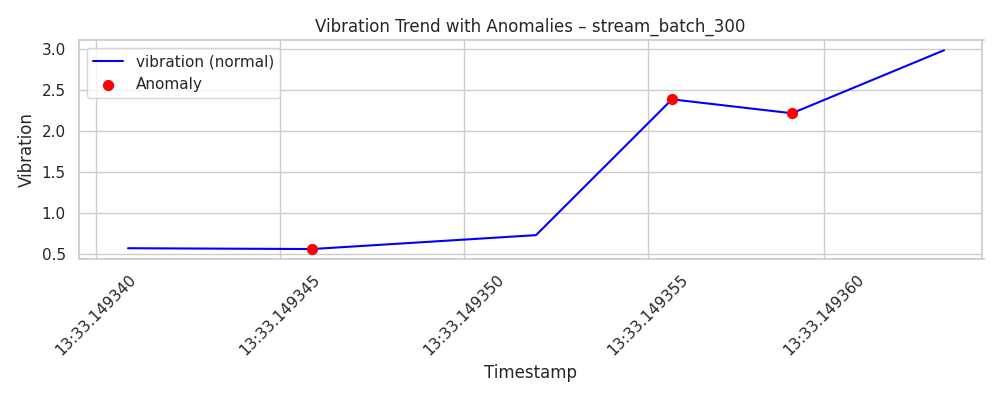 Vibration Trend with Anomalies – stream_batch_300
vibration (normal)
Anomaly
3.0
2.5
2.0
1.5
1.0
0.5
Vibration
13:33.149340
13:33.149345
13:33.149350
13:33.149355
13:33.149360
Timestamp